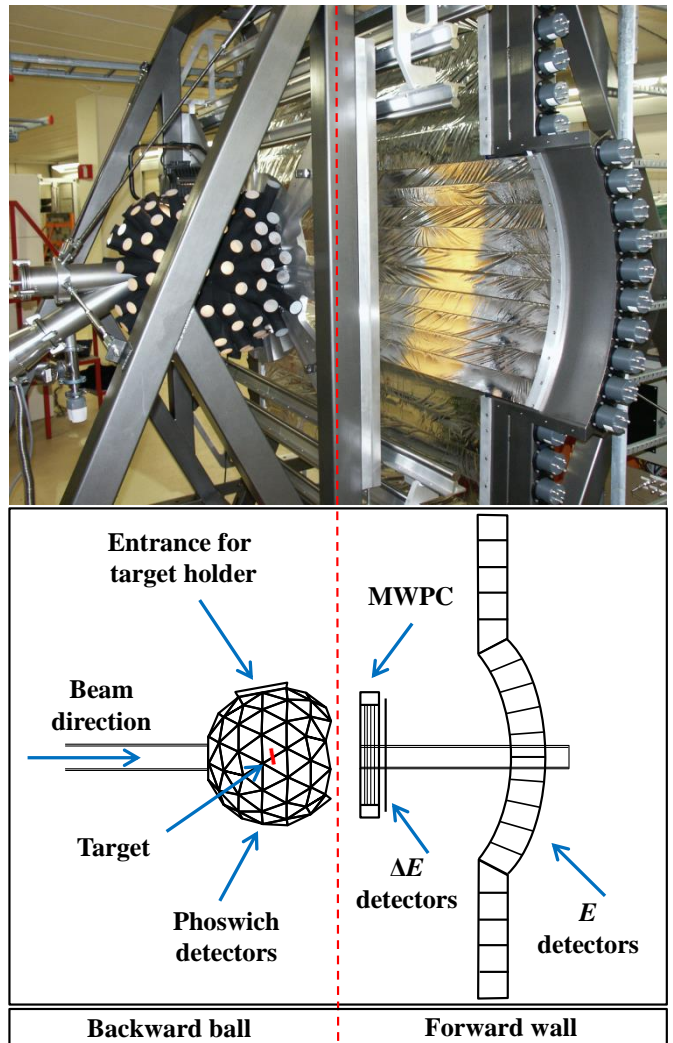 Entrance for
target holder
MWPC
Beam
direction
Target
Phoswich
detectors
ΔE
detectors
E
detectors
Backward ball
Forward wall